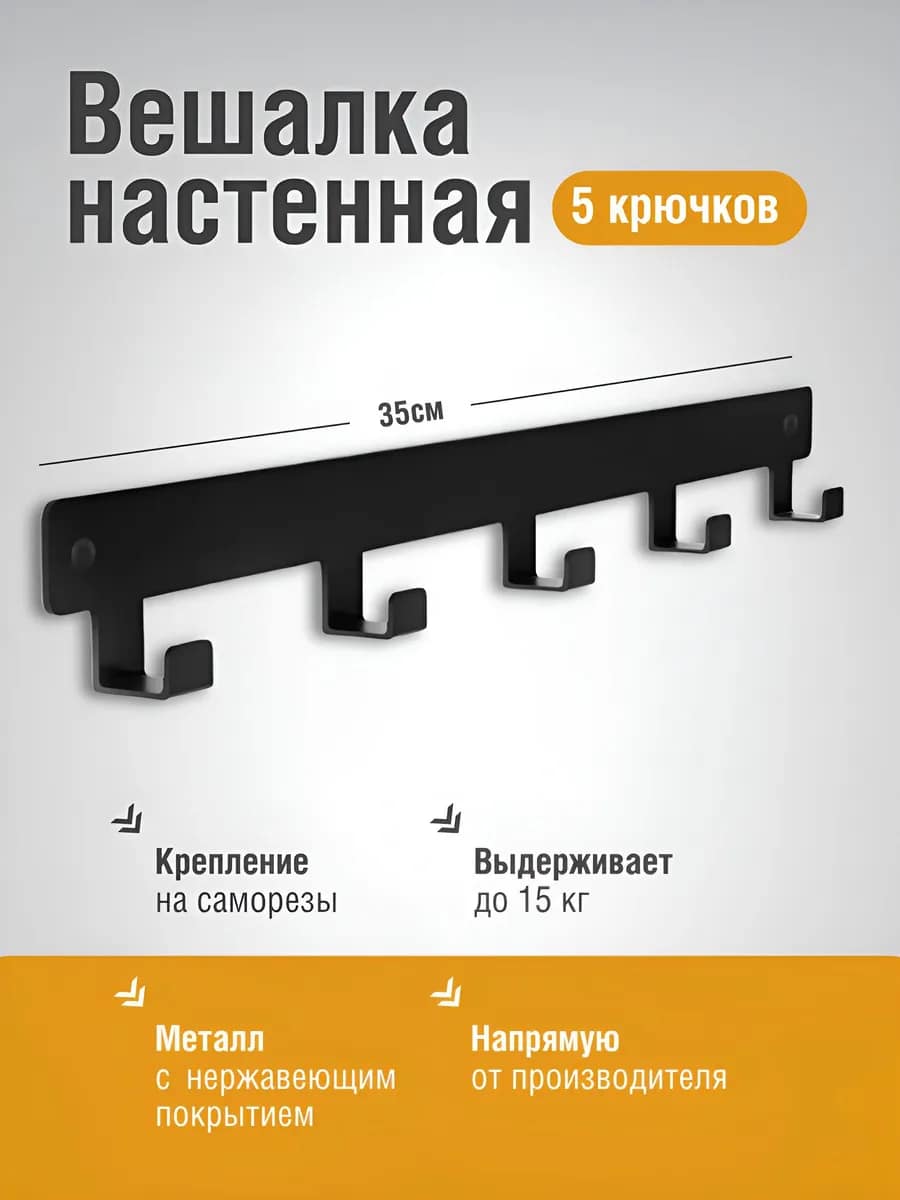 Вешалка
настенная
5 крючков
35см
Крепление
на саморезы
Выдерживает
до 15 кг
Металл
с нержавеющим
покрытием
Напрямую
от производителя